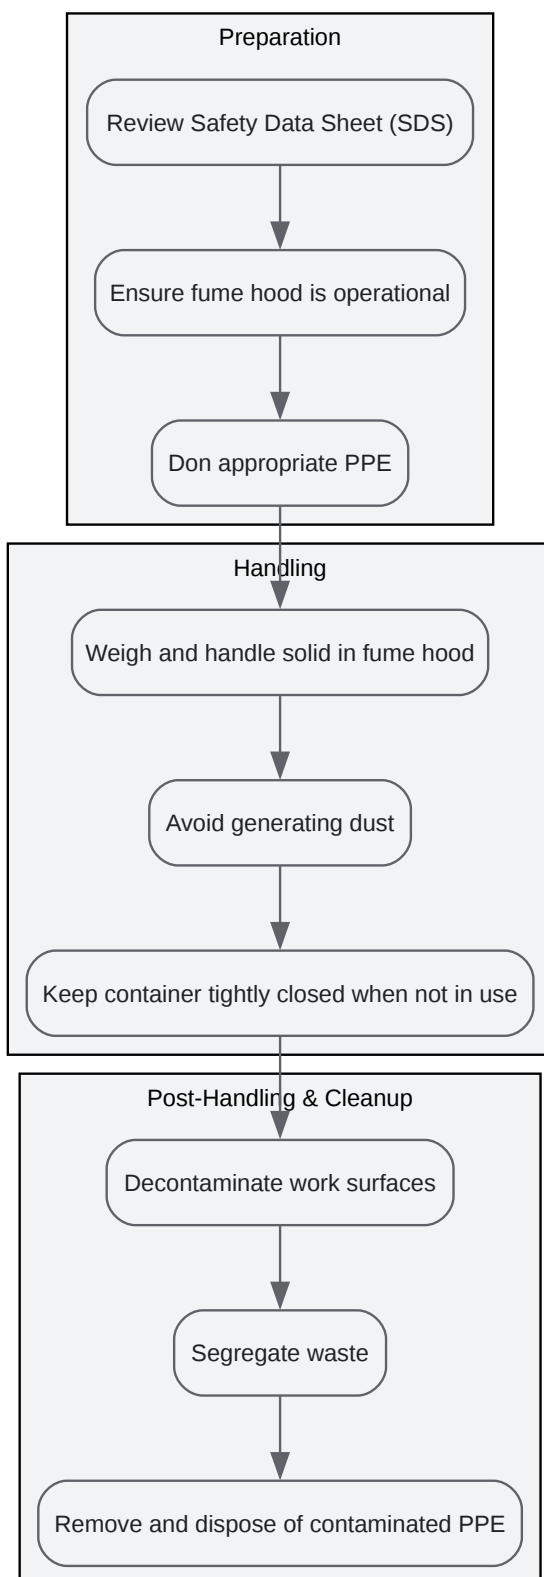 Preparation
Review Safety Data Sheet (SDS)
Ensure fume hood is operational
Don appropriate PPE
Handling
Weigh and handle solid in fume hood
Avoid generating dust
Keep container tightly closed when not in use
Post-Handling & Cleanup
Decontaminate work surfaces
Segregate waste
Remove and dispose of contaminated PPE